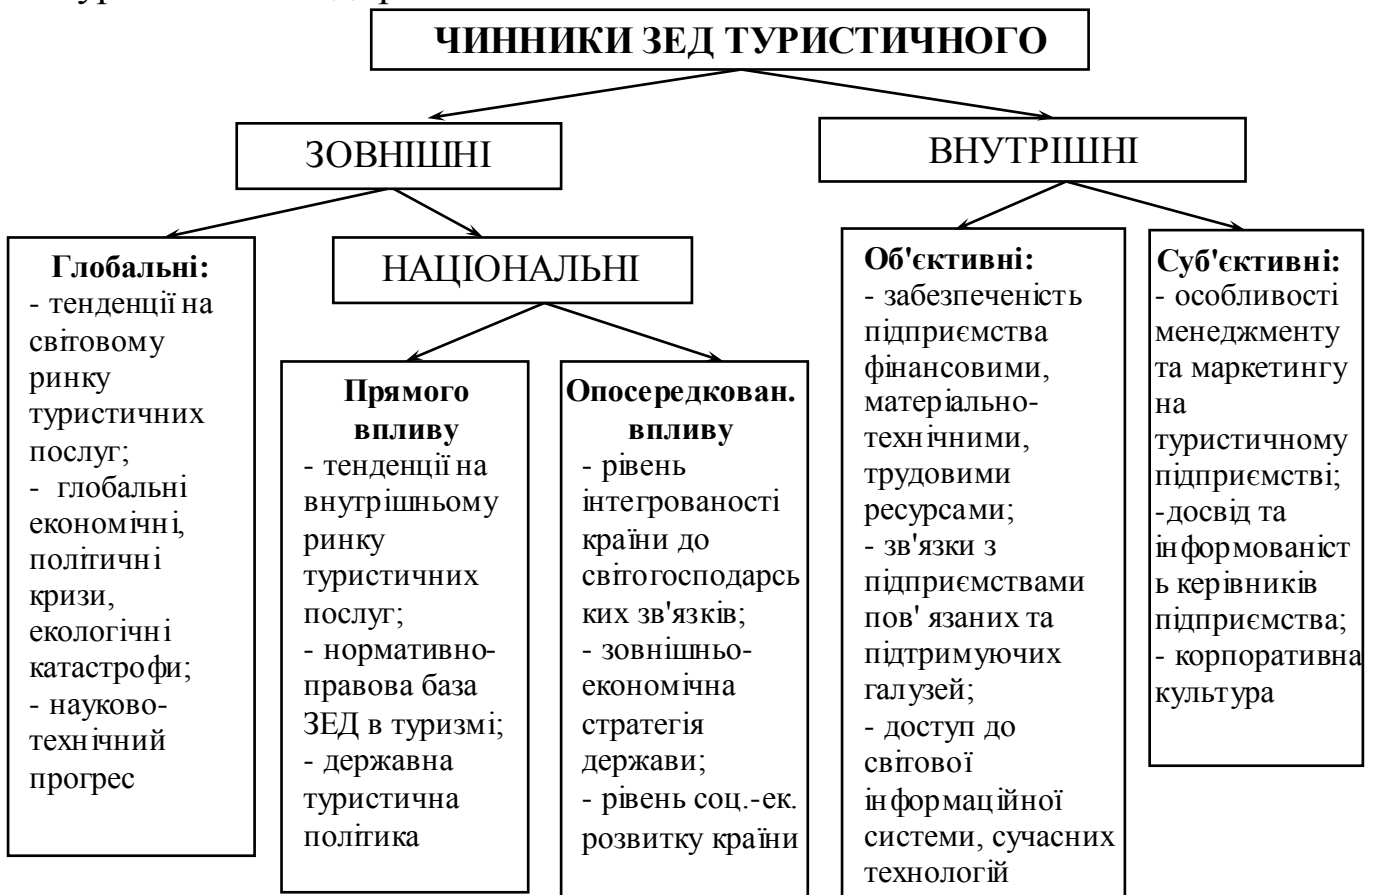 ЧИННИКИ ЗЕД ТУРИСТИЧНОГО
ЗОВНІШНІ
ВНУТРІШНІ
Глобальні:
- тенденції на
світовому
ринку
туристичних
послуг;
- глобальні
економічні,
політичні
кризи,
екологічні
катастрофи;
- науково-
технічний
прогрес
НАЦІОНАЛЬНІ
Прямого
впливу
- тенденції на
внутрішньому
ринку
туристичних
послуг;
- нормативно-
правова база
ЗЕД в туризмі;
- державна
туристична
політика
Опосередкован.
впливу
- рівень
інтегрованості
країни до
світогосподарсь
ких зв'язків;
- зовнішньо-
економічна
стратегія
держави;
- рівень соц.-ек.
розвитку країни
Об'єктивні:
- забезпеченість
підприємства
фінансовими,
матеріально-
технічними,
трудовими
ресурсами;
- зв'язки з
підприємствами
пов' язаних та
підтримуючих
галузей;
- доступ до
світової
інформаційної
системи, сучасних
технологій
Суб'єктивні:
- особливості
менеджменту
та маркетингу
на
туристичному
підприємстві;
-досвід та
інформованіст
ь керівників
підприємства;
- корпоративна
культура